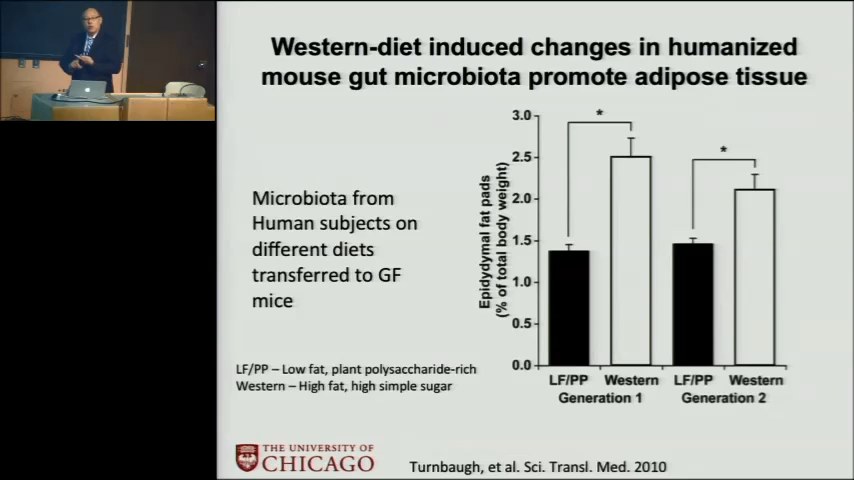 Western-diet induced changes in humanized
mouse gut microbiota promote adipose tissue
Microbiota from
Human subjects on
different diets
transferred to GF
mice
LF/PP – Low fat, plant polysaccharide-rich
Western – High fat, high simple sugar
Epidydymal fat pads
(% of total body weight)
3.0
2.5
2.0
1.5
1.0
0.5
0.0
*
*
LF/PP Western LF/PP Western
Generation 1 Generation 2
THE UNIVERSITY OF
CHICAGO
Turnbaugh, et al. Sci. Transl. Med. 2010